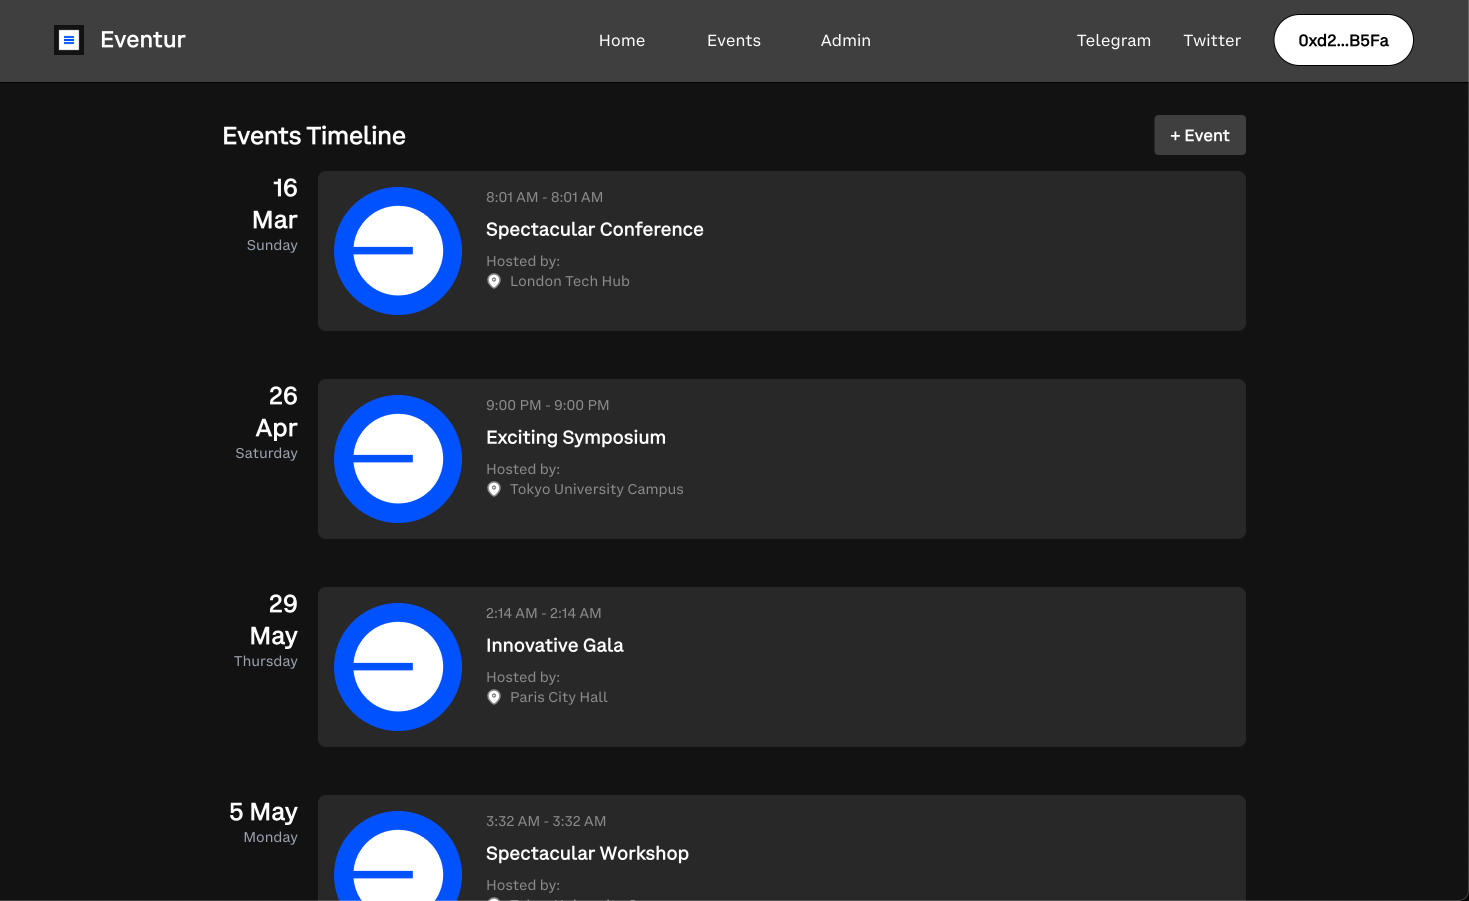 Eventur
Home
Events
Admin
Telegram
Twitter
0xd2...B5Fa
Events Timeline
+ Event
16
Mar
Sunday
8:01 AM - 8:01 AM
Spectacular Conference
Hosted by:
London Tech Hub
26
Apr
Saturday
9:00 PM - 9:00 PM
Exciting Symposium
Hosted by:
Tokyo University Campus
29
May
Thursday
2:14 AM - 2:14 AM
Innovative Gala
Hosted by:
Paris City Hall
5 May
Monday
3:32 AM - 3:32 AM
Spectacular Workshop
Hosted by: